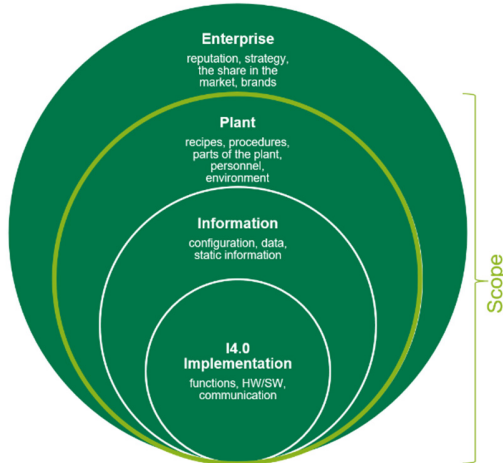 Enterprise
reputation, strategy,
the share in the
market, brands
Plant
recipes, procedures,
parts of the plant,
personnel,
environment
Information
configuration, data,
static information
I4.0
Implementation
functions, HW/SW,
communication
Scope